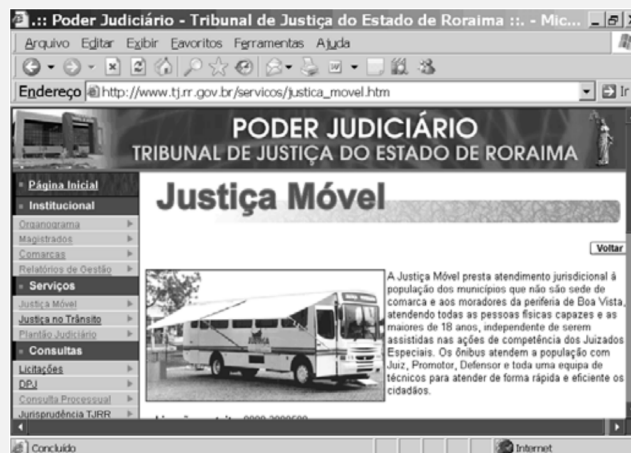 .:: Poder Judiciário - Tribunal de Justiça do Estado de Roraima ::. - Mic...
Arquivo Editar Exibir Favoritos Ferramentas Ajuda
Endereço http://www.tj.rr.gov.br/servicos/justica_movel.htm Ir
PODER JUDICIÁRIO
TRIBUNAL DE JUSTIÇA DO ESTADO DE RORAIMA
Página Inicial
Institucional
Organograma
Magistrados
Comarcas
Relatórios de Gestão
Serviços
Justiça Móvel
Justiça no Trânsito
Plantão Judiciário
Consultas
Licitações
DPJ
Consulta Processual
Jurisprudência TJRR
Justiça Móvel
Voltar
A Justiça Móvel presta atendimento jurisdicional à
população dos municípios que não são sede de
comarca e aos moradores da periferia de Boa Vista,
atendendo todas as pessoas físicas capazes e as
maiores de 18 anos, independente de serem
assistidas nas ações de competência dos Juizados
Especiais. Os ônibus atendem a população com
Juiz, Promotor, Defensor e toda uma equipe de
técnicos para atender de forma rápida e eficiente os
cidadãos.
Concluído
Internet